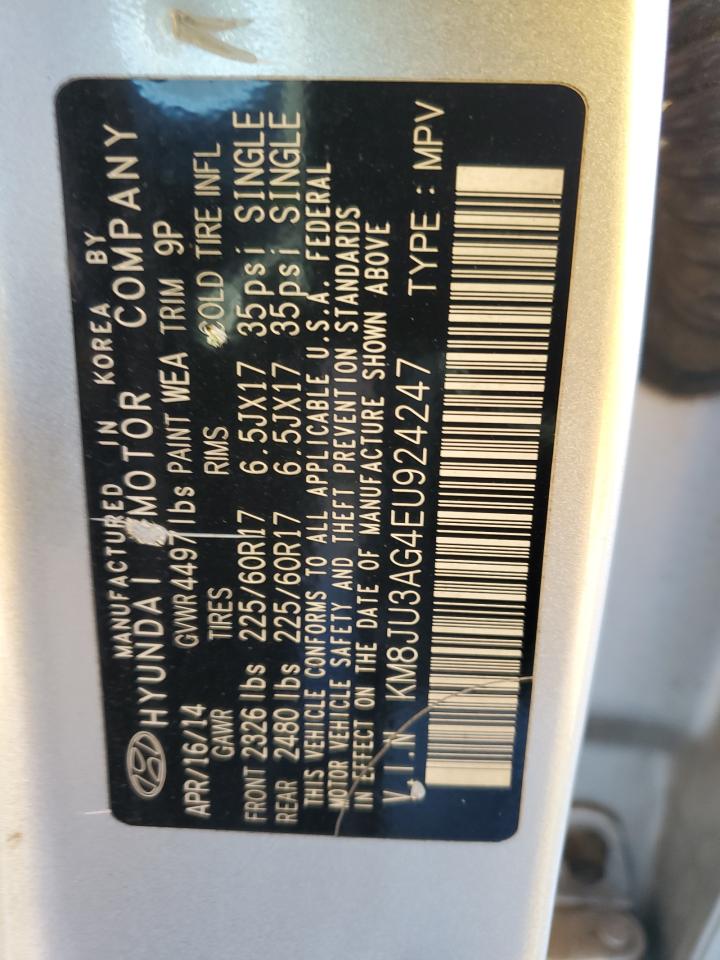 MANUFACTURED IN KOREA BY
HYUNDAI MOTOR COMPANY
APR/16/14 GVWR 4497 lbs PAINT WEA TRIM 9P
GAWR TIRES RIMS COLD TIRE INFL
FRONT 2326 lbs 225/60R17 6.5JX17 35psi SINGLE
REAR 2480 lbs 225/60R17 6.5JX17 35psi SINGLE
THIS VEHICLE CONFORMS TO ALL APPLICABLE U.S.A. FEDERAL
MOTOR VEHICLE SAFETY AND THEFT PREVENTION STANDARDS
IN EFFECT ON THE DATE OF MANUFACTURE SHOWN ABOVE
V.I.N KM8JU3AG4EU924247 TYPE : MPV